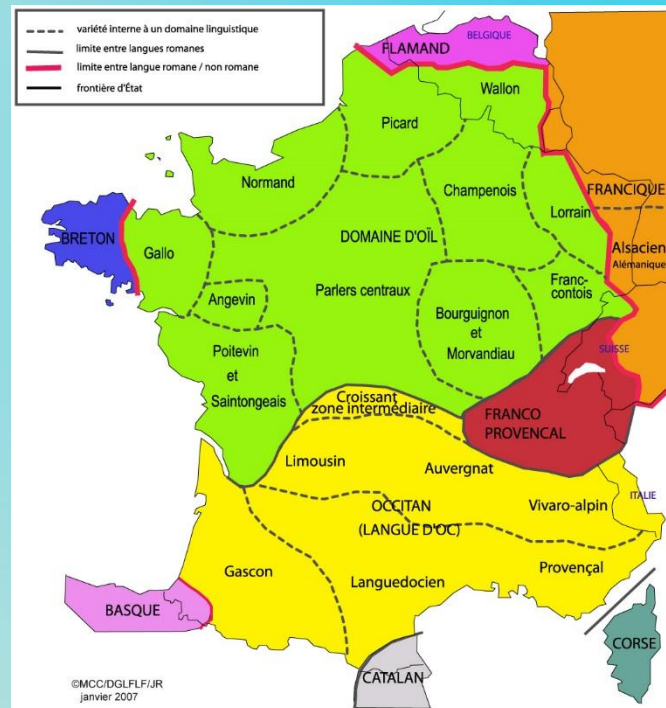 variété interne à un domaine linguistique
limite entre langues romanes
limite entre langue romane / non romane
frontière d'État
BELGIQUE
FLAMAND
Wallon
Picard
Normand
Champenois
FRANCIQUE
Lorrain
BRETON
Gallo
DOMAINE D'OÏL
Alsacien
Alémanique
Angevin
Parlers centraux
Franc-
contois
Bourguignon
et
Morvandiau
Poitevin
et
Saintongeais
SUISSE
Croissant
zone intermédiaire
FRANCO
PROVENCAL
Limousin
Auvergnat
Vivaro-alpin
ITALIE
OCCITAN
(LANGUE D'OC)
Gascon
Languedocien
Provençal
BASQUE
CORSE
CATALAN
©MCC/DGLFLF/JR
janvier 2007